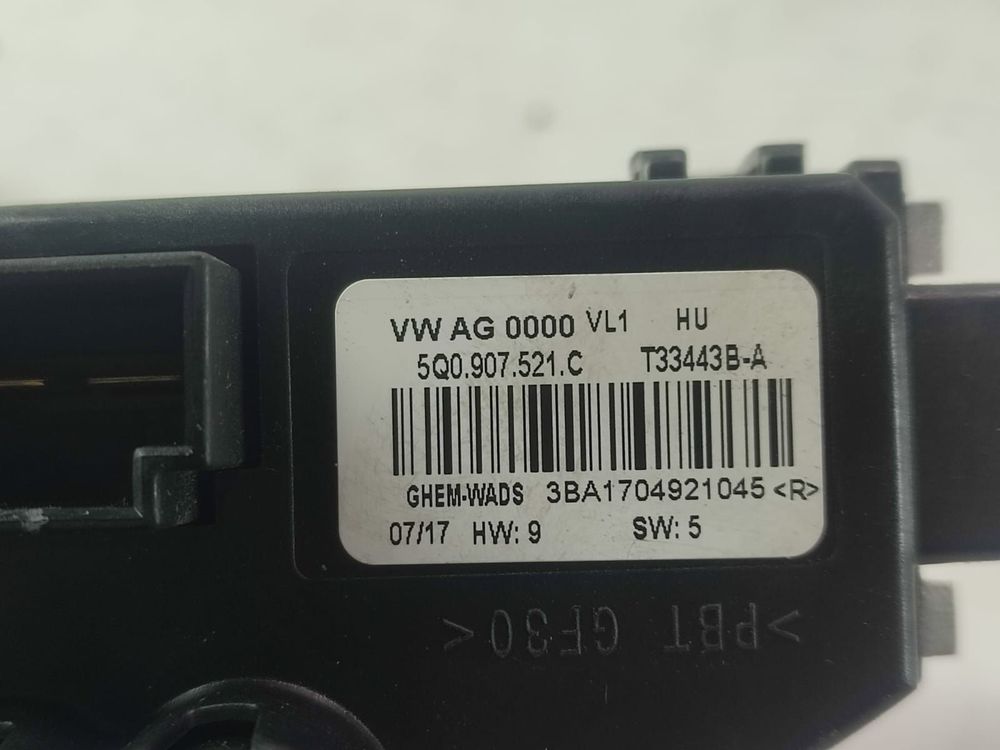 VW AG 0000 VL1 HU
5Q0.907.521.C T33443B-A
GHEM-WADS 3BA1704921045 <R>
07/17 HW: 9 SW: 5
>PBT GF30<